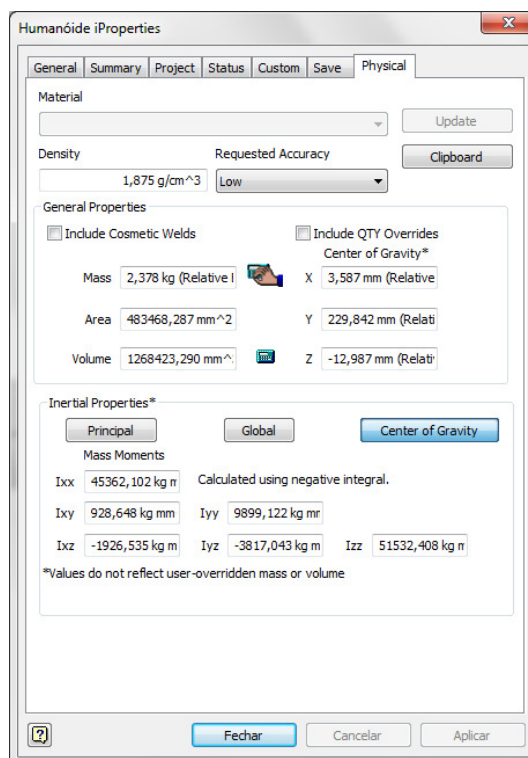 Humanóide iProperties
General Summary Project Status Custom Save Physical
Material
Update
Density Requested Accuracy Clipboard
1,875 g/cm^3 Low
General Properties
Include Cosmetic Welds Include QTY Overrides
Center of Gravity*
Mass 2,378 kg (Relative X 3,587 mm (Relative
Area 483468,287 mm^2 Y 229,842 mm (Relati
Volume 1268423,290 mm^ Z -12,987 mm (Relati
Inertial Properties*
Principal Global Center of Gravity
Mass Moments
Ixx 45362,102 kg m Calculated using negative integral.
Ixy 928,648 kg mm Iyy 9899,122 kg m
Ixz -1926,535 kg m Iyz -3817,043 kg m Izz 51532,408 kg
*Values do not reflect user-overridden mass or volume
Fechar Cancelar Aplicar